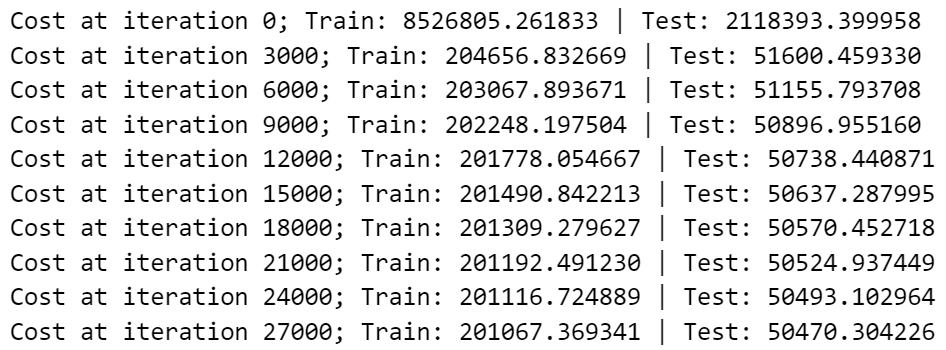 Cost at iteration 0; Train: 8526805.261833 | Test: 2118393.399958
Cost at iteration 3000; Train: 204656.832669 | Test: 51600.459330
Cost at iteration 6000; Train: 203067.893671 | Test: 51155.793708
Cost at iteration 9000; Train: 202248.197504 | Test: 50896.955160
Cost at iteration 12000; Train: 201778.054667 | Test: 50738.440871
Cost at iteration 15000; Train: 201490.842213 | Test: 50637.287995
Cost at iteration 18000; Train: 201309.279627 | Test: 50570.452718
Cost at iteration 21000; Train: 201192.491230 | Test: 50524.937449
Cost at iteration 24000; Train: 201116.724889 | Test: 50493.102964
Cost at iteration 27000; Train: 201067.369341 | Test: 50470.304226